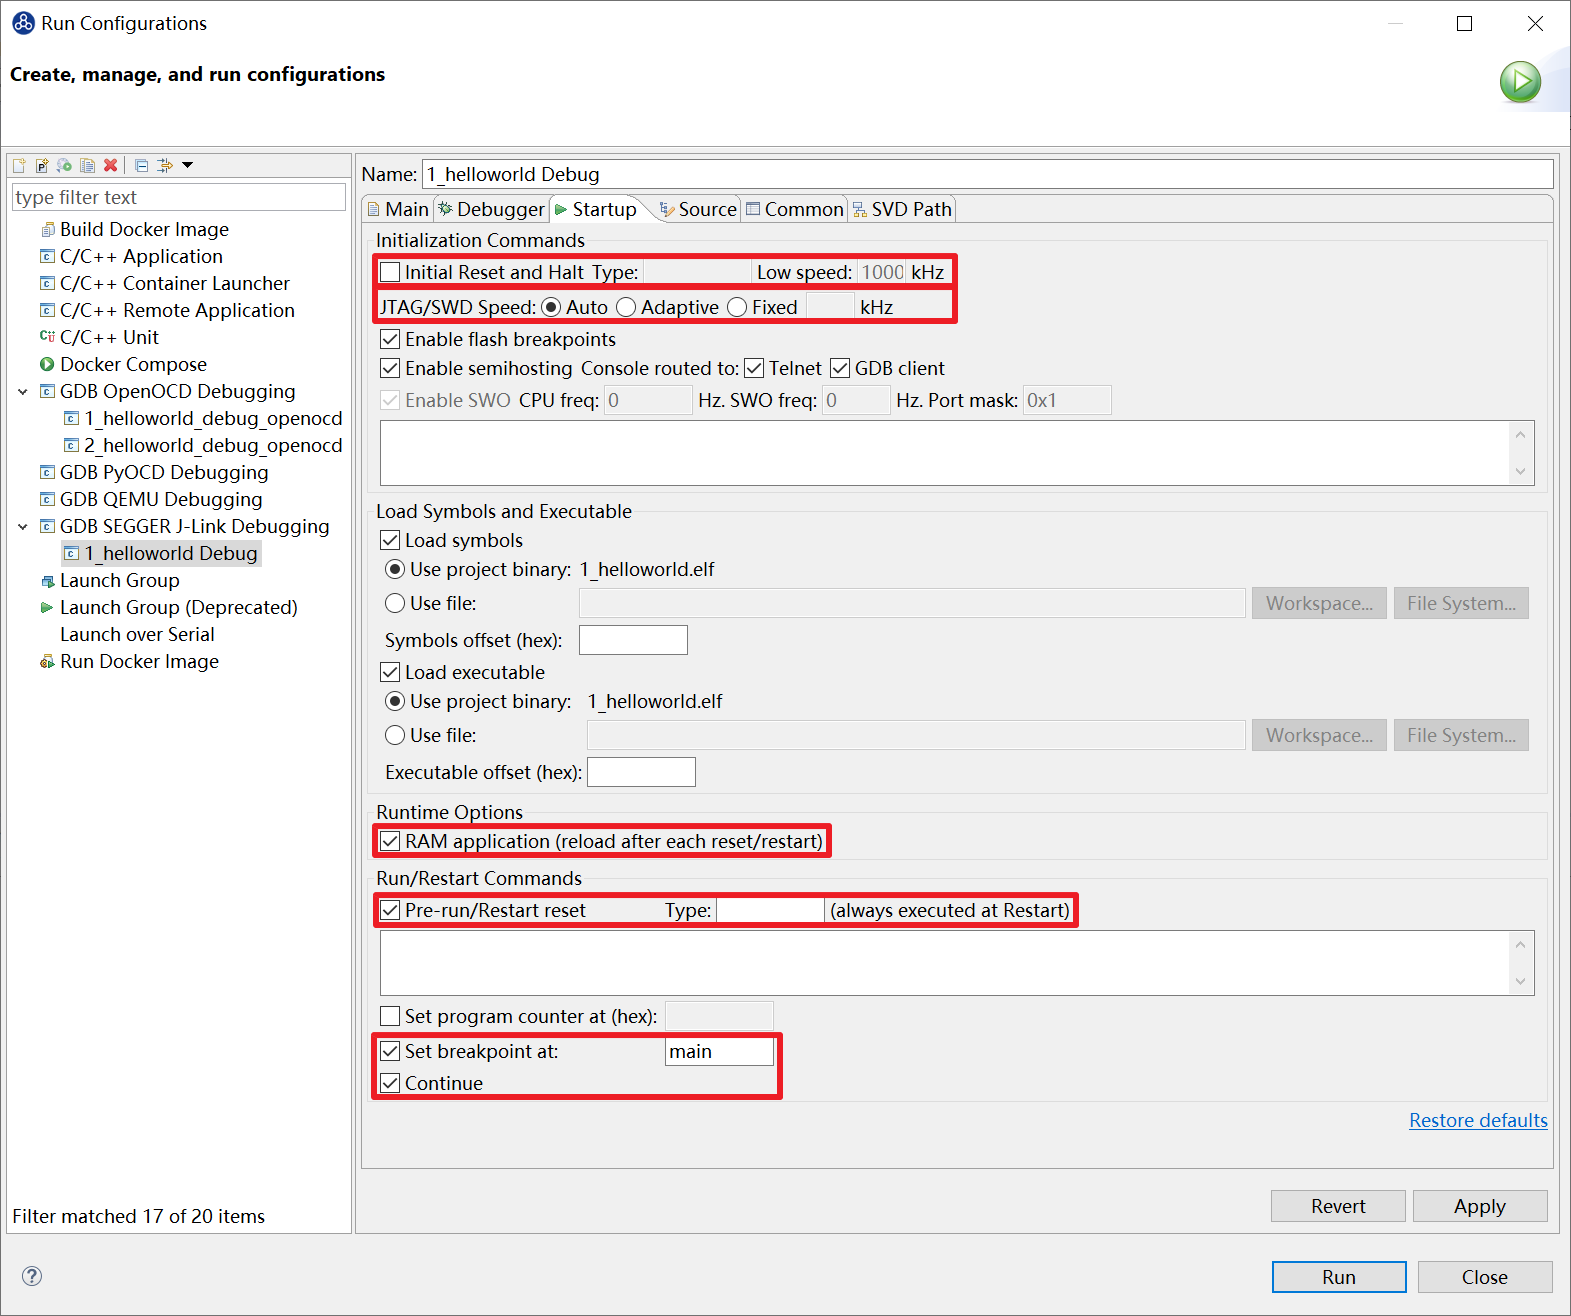 Run Configurations
Create, manage, and run configurations
type filter text
Build Docker Image
C/C++ Application
C/C++ Container Launcher
C/C++ Remote Application
C/C++ Unit
Docker Compose
GDB OpenOCD Debugging
1_helloworld_debug_openocd
2_helloworld_debug_openocd
GDB PyOCD Debugging
GDB QEMU Debugging
GDB SEGGER J-Link Debugging
1_helloworld Debug
Launch Group
Launch Group (Deprecated)
Launch over Serial
Run Docker Image
Filter matched 17 of 20 items
Name: 1_helloworld Debug
Main Debugger Startup Source Common SVD Path
Initialization Commands
Initial Reset and Halt Type: Low speed: 1000 kHz
JTAG/SWD Speed: Auto Adaptive Fixed kHz
Enable flash breakpoints
Enable semihosting Console routed to: Telnet GDB client
Enable SWO CPU freq: 0 Hz. SWO freq: 0 Hz. Port mask: 0x1
Load Symbols and Executable
Load symbols
Use project binary: 1_helloworld.elf
Use file: Workspace... File System...
Symbols offset (hex):
Load executable
Use project binary: 1_helloworld.elf
Use file: Workspace... File System...
Executable offset (hex):
Runtime Options
RAM application (reload after each reset/restart)
Run/Restart Commands
Pre-run/Restart reset Type: (always executed at Restart)
Set program counter at (hex):
Set breakpoint at: main
Continue
Restore defaults
Revert Apply
Run Close